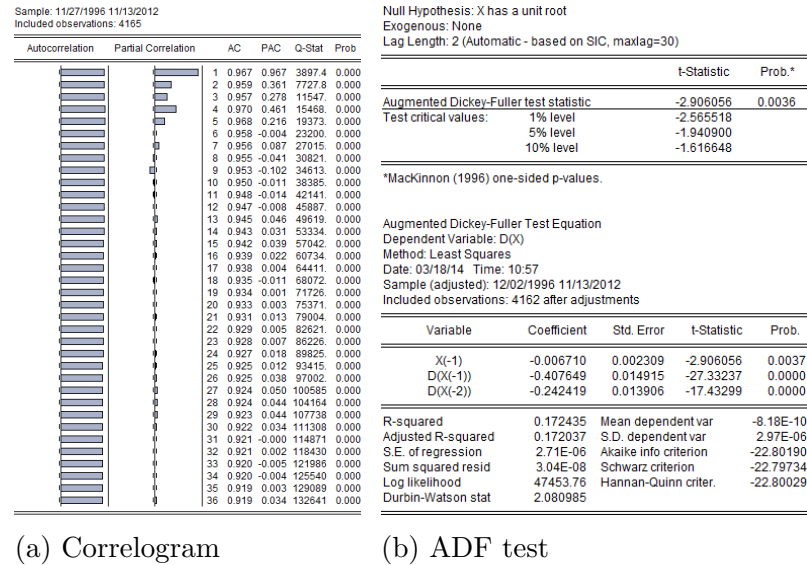 Sample: 11/27/1996 11/13/2012
Included observations: 4165
Autocorrelation Partial Correlation AC PAC Q-Stat Prob
1 0.967 0.967 3897.4 0.000
2 0.959 0.361 7727.8 0.000
3 0.957 0.278 11547. 0.000
4 0.970 0.461 15468. 0.000
5 0.968 0.216 19373. 0.000
6 0.958 -0.004 23200. 0.000
7 0.956 0.087 27015. 0.000
8 0.955 -0.041 30821. 0.000
9 0.953 -0.102 34613. 0.000
10 0.950 -0.011 38385. 0.000
11 0.948 -0.014 42141. 0.000
12 0.947 -0.008 45887. 0.000
13 0.945 0.046 49619. 0.000
14 0.943 0.031 53334. 0.000
15 0.942 0.039 57042. 0.000
16 0.939 0.022 60734. 0.000
17 0.938 0.004 64411. 0.000
18 0.935 -0.011 68072. 0.000
19 0.934 0.001 71726. 0.000
20 0.933 0.003 75371. 0.000
21 0.931 0.013 79004. 0.000
22 0.929 0.005 82621. 0.000
23 0.928 0.007 86226. 0.000
24 0.927 0.018 89825. 0.000
25 0.925 0.012 93415. 0.000
26 0.925 0.038 97002. 0.000
27 0.924 0.050 100585 0.000
28 0.924 0.044 104164 0.000
29 0.923 0.044 107738 0.000
30 0.922 0.034 111308 0.000
31 0.921 -0.000 114871 0.000
32 0.921 0.002 118430 0.000
33 0.920 -0.005 121986 0.000
34 0.920 -0.004 125540 0.000
35 0.919 0.003 129089 0.000
36 0.919 0.034 132641 0.000
(a) Correlogram
Null Hypothesis: X has a unit root
Exogenous: None
Lag Length: 2 (Automatic - based on SIC, maxlag=30)
t-Statistic Prob.*
Augmented Dickey-Fuller test statistic -2.906056 0.0036
Test critical values: 1% level -2.565518
5% level -1.940900
10% level -1.616648
*MacKinnon (1996) one-sided p-values.
Augmented Dickey-Fuller Test Equation
Dependent Variable: D(X)
Method: Least Squares
Date: 03/18/14 Time: 10:57
Sample (adjusted): 12/02/1996 11/13/2012
Included observations: 4162 after adjustments
Variable Coefficient Std. Error t-Statistic Prob.
X(-1) -0.006710 0.002309 -2.906056 0.0037
D(X(-1)) -0.407649 0.014915 -27.33237 0.0000
D(X(-2)) -0.242419 0.013906 -17.43299 0.0000
R-squared 0.172435 Mean dependent var -8.18E-10
Adjusted R-squared 0.172037 S.D. dependent var 2.97E-06
S.E. of regression 2.71E-06 Akaike info criterion -22.80190
Sum squared resid 3.04E-08 Schwarz criterion -22.79734
Log likelihood 47453.76 Hannan-Quinn criter. -22.80029
Durbin-Watson stat 2.080985
(b) ADF test